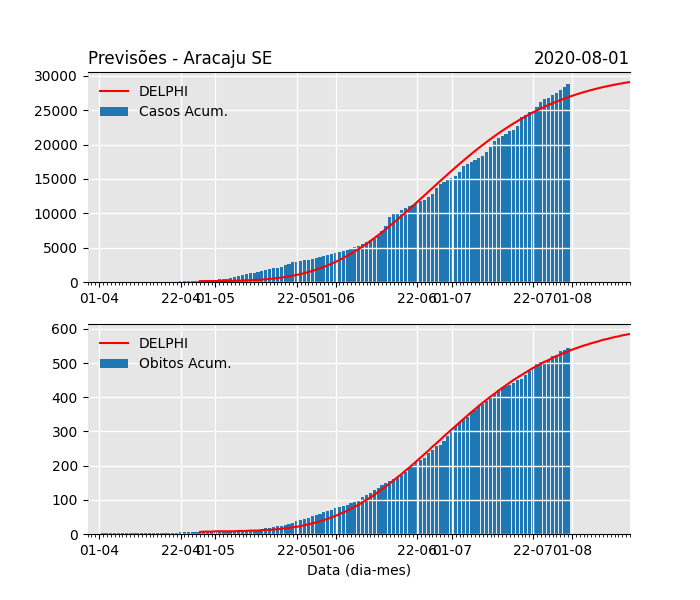 Previsões - Aracaju SE 2020-08-01
30000
25000
20000
15000
10000
5000
0
DELPHI
Casos Acum.
01-04 22-04 01-05 22-05 01-06 22-06 01-07 22-07 01-08
600
500
400
300
200
100
0
DELPHI
Obitos Acum.
01-04 22-04 01-05 22-05 01-06 22-06 01-07 22-07 01-08
Data (dia-mes)